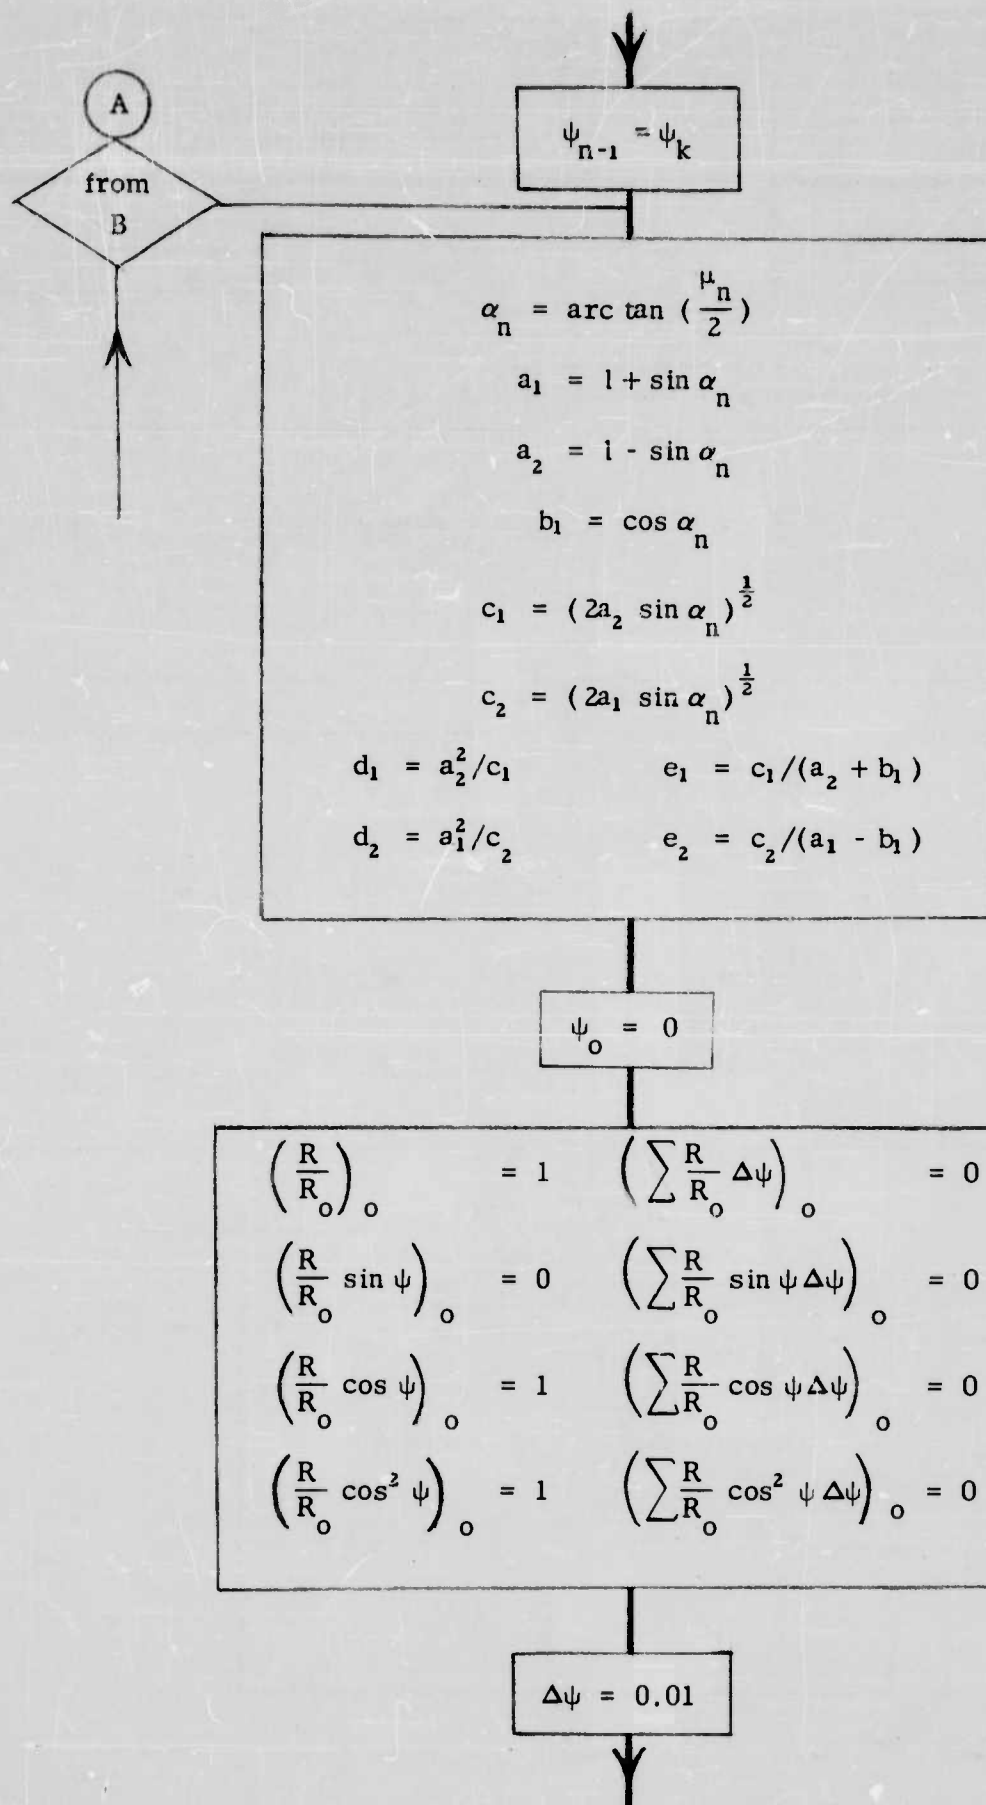 A
from
B
ψₙ₋₁ = ψₖ
αₙ = arc tan (μₙ/2)
a₁ = 1 + sin αₙ
a₂ = 1 - sin αₙ
b₁ = cos αₙ
c₁ = (2a₂ sin αₙ)^½
c₂ = (2a₁ sin αₙ)^½
d₁ = a₂²/c₁ e₁ = c₁/(a₂ + b₁)
d₂ = a₁²/c₂ e₂ = c₂/(a₁ - b₁)
ψₒ = 0
(R/Rₒ)ₒ = 1 (∑ R/Rₒ Δψ)ₒ = 0
(R/Rₒ sin ψ)ₒ = 0 (∑ R/Rₒ sin ψ Δψ)ₒ = 0
(R/Rₒ cos ψ)ₒ = 1 (∑ R/Rₒ cos ψ Δψ)ₒ = 0
(R/Rₒ cos² ψ)ₒ = 1 (∑ R/Rₒ cos² ψ Δψ)ₒ = 0
Δψ = 0.01